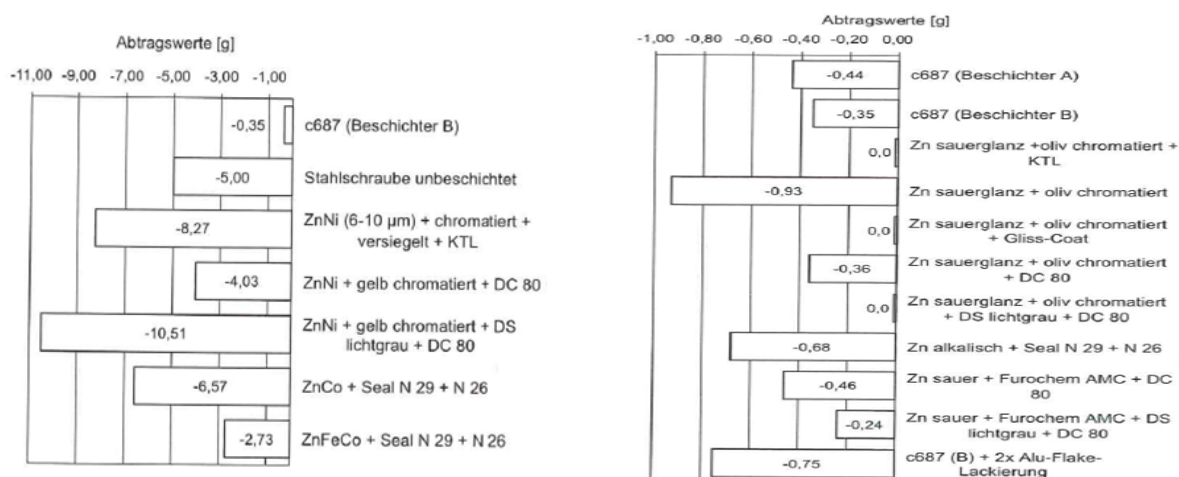 Abtragswerte [g]
-11,00 -9,00 -7,00 -5,00 -3,00 -1,00
-0,35 c687 (Beschichter B)
-5,00 Stahlschraube unbeschichtet
-8,27 ZnNi (6-10 µm) + chromatiert +
versiegelt + KTL
-4,03 ZnNi + gelb chromatiert + DC 80
-10,51 ZnNi + gelb chromatiert + DS
lichtgrau + DC 80
-6,57 ZnCo + Seal N 29 + N 26
-2,73 ZnFeCo + Seal N 29 + N 26
Abtragswerte [g]
-1,00 -0,80 -0,60 -0,40 -0,20 0,00
-0,44 c687 (Beschichter A)
-0,35 c687 (Beschichter B)
0,0 Zn sauerglanz +oliv chromatiert +
KTL
-0,93 Zn sauerglanz + oliv chromatiert
0,0 Zn sauerglanz + oliv chromatiert
+ Gliss-Coat
-0,36 Zn sauerglanz + oliv chromatiert
+ DC 80
0,0 Zn sauerglanz + oliv chromatiert
+ DS lichtgrau + DC 80
-0,68 Zn alkalisch + Seal N 29 + N 26
-0,46 Zn sauer + Furochem AMC + DC
80
-0,24 Zn sauer + Furochem AMC + DS
lichtgrau + DC 80
-0,75 c687 (B) + 2x Alu-Flake-
Lackierung